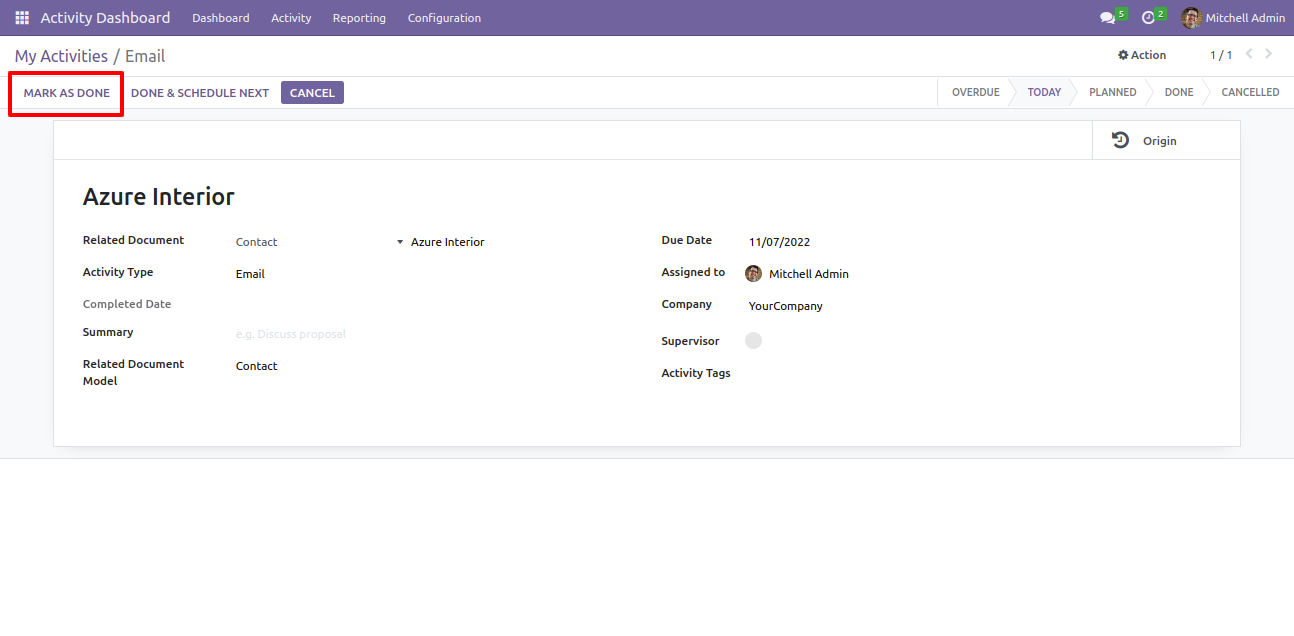 Activity Dashboard Dashboard Activity Reporting Configuration 5 2 Mitchell Admin
My Activities / Email Action 1 / 1
MARK AS DONE DONE & SCHEDULE NEXT CANCEL OVERDUE TODAY PLANNED DONE CANCELLED
Origin
Azure Interior
Related Document Contact Azure Interior
Activity Type Email
Completed Date
Summary e.g. Discuss proposal
Related Document
Model
Contact
Due Date 11/07/2022
Assigned to Mitchell Admin
Company YourCompany
Supervisor
Activity Tags